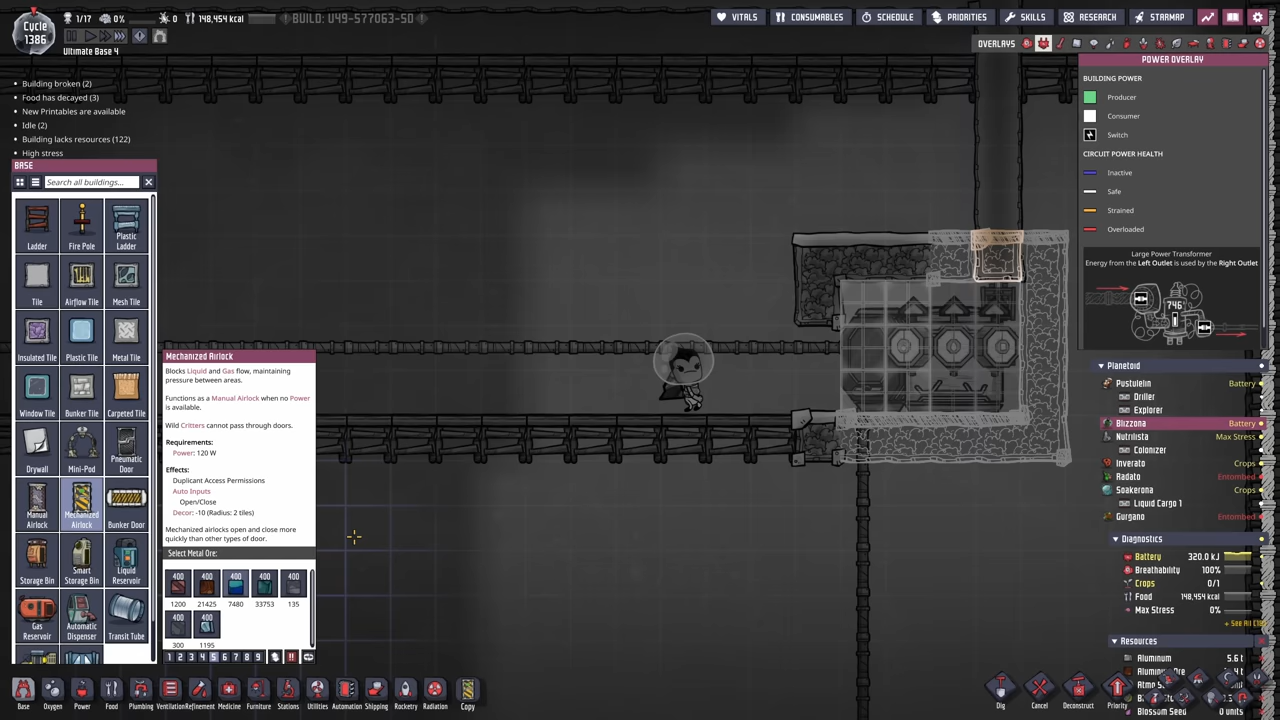 Cycle
1386
1/17
0%
0
148,454 kcal
BUILD: U49-577063-SD
VITALS
CONSUMABLES
SCHEDULE
PRIORITIES
SKILLS
RESEARCH
STARMAP
Ultimate Base 4
OVERLAYS
POWER OVERLAY
• Building broken (2)
• Food has decayed (3)
• New Printables are available
• Idle (2)
• Building lacks resources (122)
• High stress
BUILDING POWER
Producer
Consumer
Switch
CIRCUIT POWER HEALTH
Inactive
Safe
Strained
Overloaded
Large Power Transformer
Energy from the Left Outlet is used by the Right Outlet
746
BASE
Search all buildings...
Ladder
Fire Pole
Plastic Ladder
Tile
Airflow Tile
Mesh Tile
Insulated Tile
Plastic Tile
Metal Tile
Window Tile
Bunker Tile
Carpeted Tile
Drywall
Mini-Pod
Pneumatic Door
Manual Airlock
Mechanized Airlock
Bunker Door
Storage Bin
Smart Storage Bin
Liquid Reservoir
Gas Reservoir
Automatic Dispenser
Transit Tube
Mechanized Airlock
Blocks Liquid and Gas flow, maintaining
pressure between areas.
Functions as a Manual Airlock when no Power
is available.
Wild Critters cannot pass through doors.
Requirements:
Power: 120 W
Effects:
Duplicant Access Permissions
Auto Inputs
Open/Close
Decor: -10 (Radius: 2 tiles)
Mechanized airlocks open and close more
quickly than other types of door.
Select Metal Ore:
400 400 400 400 400
1200 21425 7480 33753 135
400 400
300 1195
1 2 3 4 5 6 7 8 9 !!
Planetoid
Pustulein Battery
Driller
Explorer
Blizzona Battery
Nutriista Max Stress
Colonizer
Inverato Crops
Radato Entombed
Soakerona Crops
Liquid Cargo 1
Gorgano Entombed
Diagnostics
Battery 320.0 kJ
Breathability 100%
Crops 0/1
Food 148,454 kcal
Max Stress 0%
Resources
Aluminum 5.6 t
Blossom Seed 0 units
Base
Oxygen
Power
Food
Plumbing
Ventilation
Refinement
Medicine
Furniture
Stations
Utilities
Automation
Shipping
Rocketry
Radiation
Copy
Dig
Cancel
Deconstruct
Priority